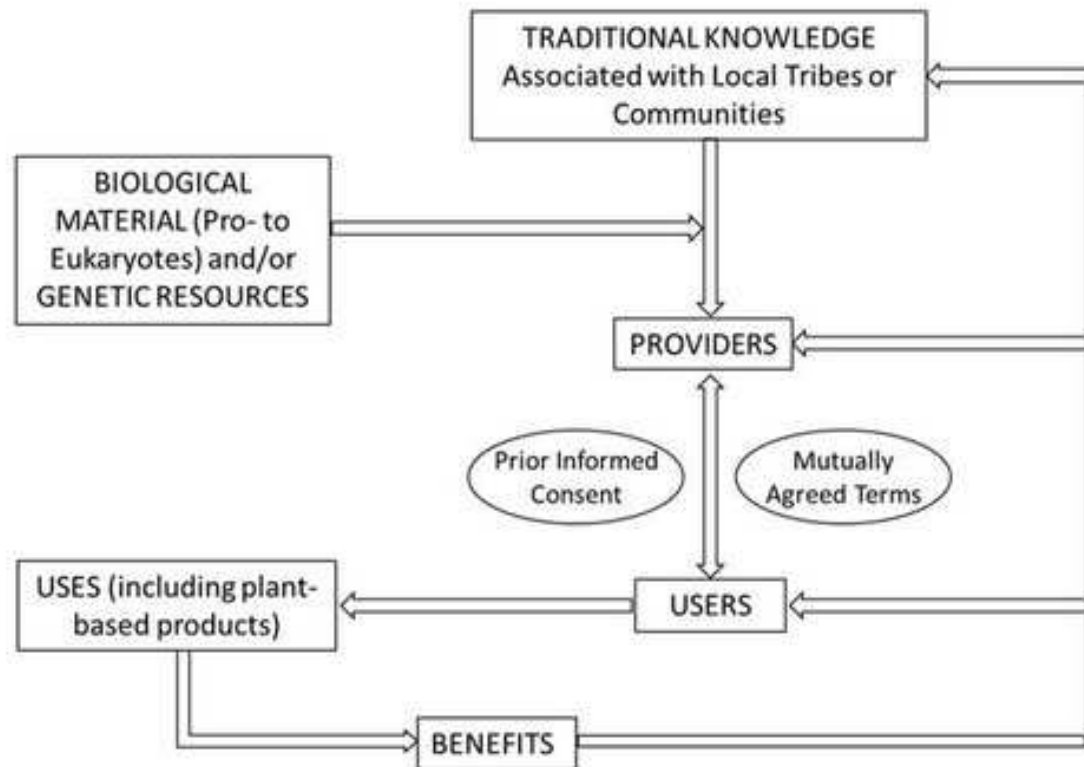 TRADITIONAL KNOWLEDGE
Associated with Local Tribes or
Communities
BIOLOGICAL
MATERIAL (Pro- to
Eukaryotes) and/or
GENETIC RESOURCES
PROVIDERS
Prior Informed
Consent
Mutually
Agreed Terms
USES (including plant-
based products)
USERS
BENEFITS